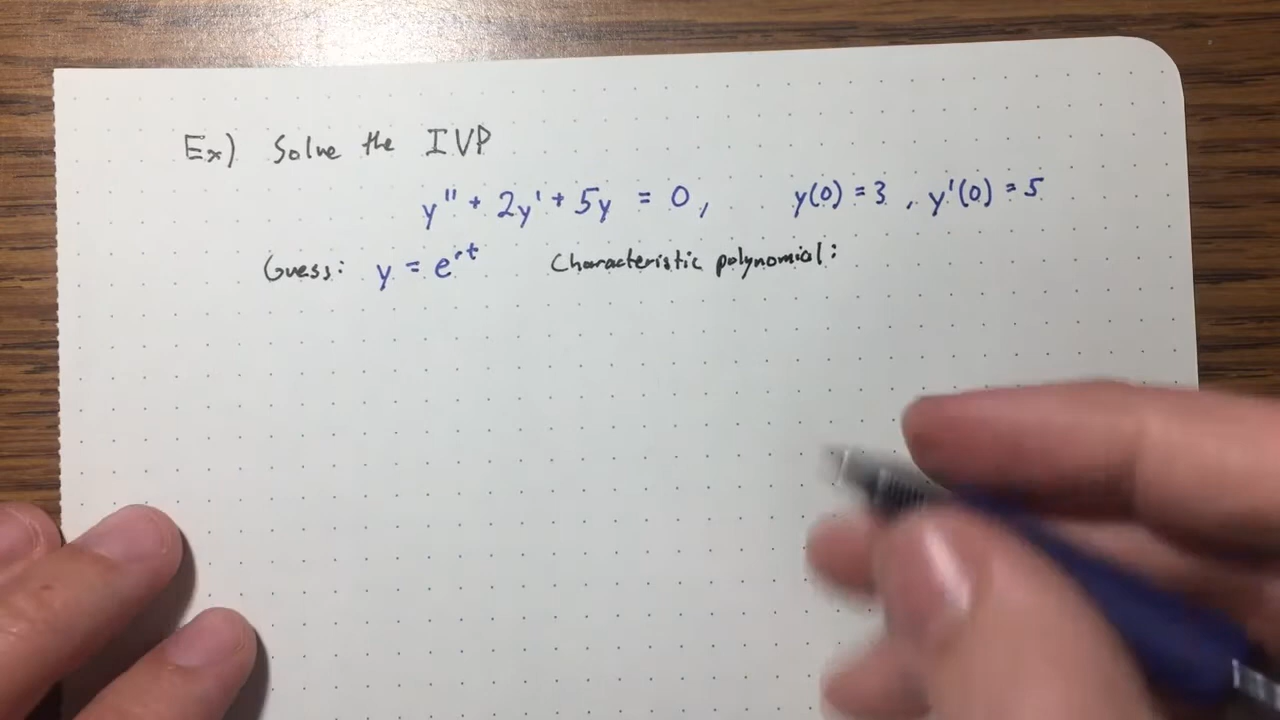 Ex) Solve the IVP
y'' + 2y' + 5y = 0, y(0) = 3, y'(0) = 5
Guess: y = e^{rt} Characteristic polynomial: